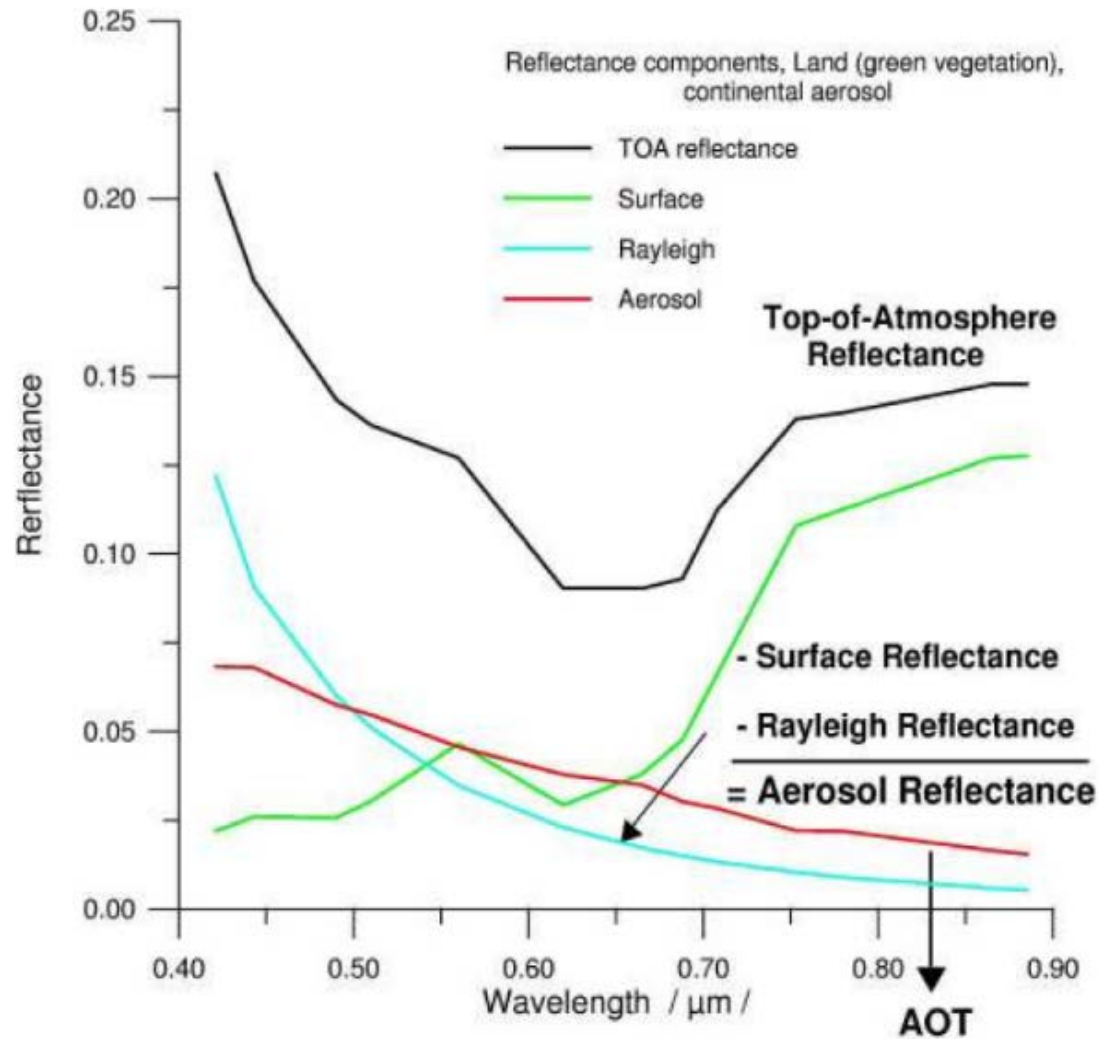 0.25
0.20
0.15
0.10
0.05
0.00
Rerflectance
Reflectance components, Land (green vegetation),
continental aerosol
TOA reflectance
Surface
Rayleigh
Aerosol
Top-of-Atmosphere
Reflectance
- Surface Reflectance
- Rayleigh Reflectance
= Aerosol Reflectance
0.40 0.50 0.60 0.70 0.80 0.90
Wavelength / µm /
AOT